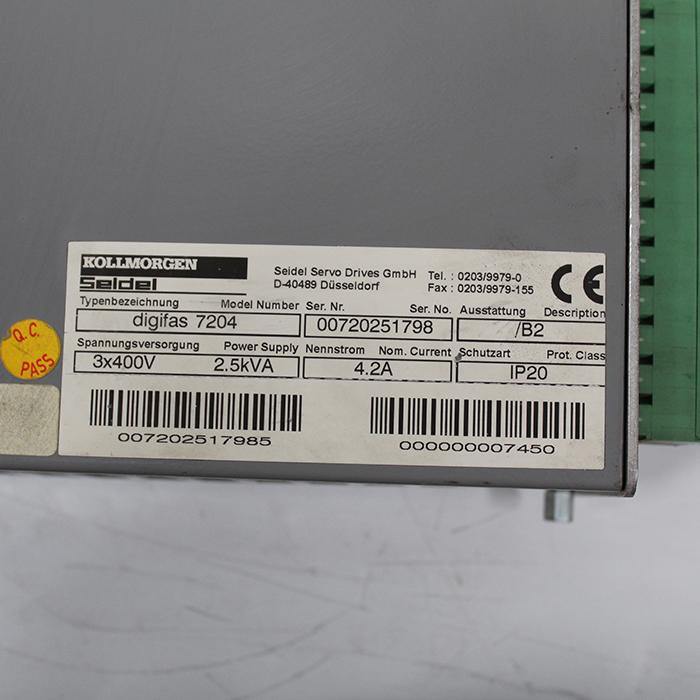 KOLLMORGEN
Seidel
Seidel Servo Drives GmbH
D-40489 Düsseldorf
Tel. : 0203/9979-0
Fax : 0203/9979-155
CE
Typenbezeichnung Model Number Ser. Nr. Ser. No. Ausstattung Description
digifas 7204 00720251798 /B2
Spannungsversorgung Power Supply Nennstrom Nom. Current Schutzart Prot. Class
3x400V 2.5kVA 4.2A IP20
007202517985 000000007450
Q.C.
PASS